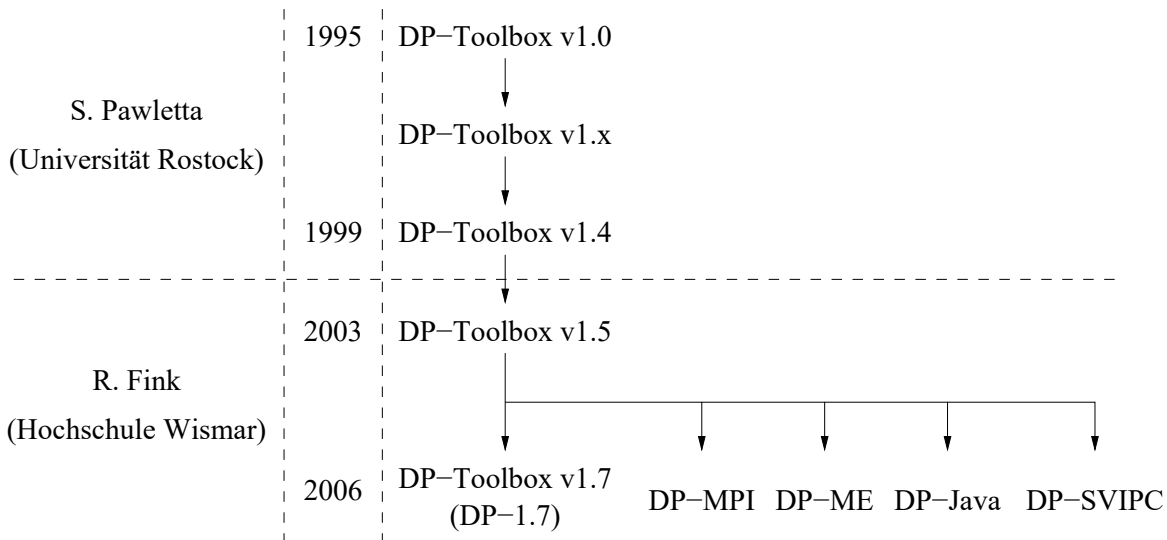 1995 DP−Toolbox v1.0
S. Pawletta
(Universität Rostock)
DP−Toolbox v1.x
1999 DP−Toolbox v1.4
2003 DP−Toolbox v1.5
R. Fink
(Hochschule Wismar)
2006 DP−Toolbox v1.7
(DP−1.7)
DP−MPI DP−ME DP−Java DP−SVIPC